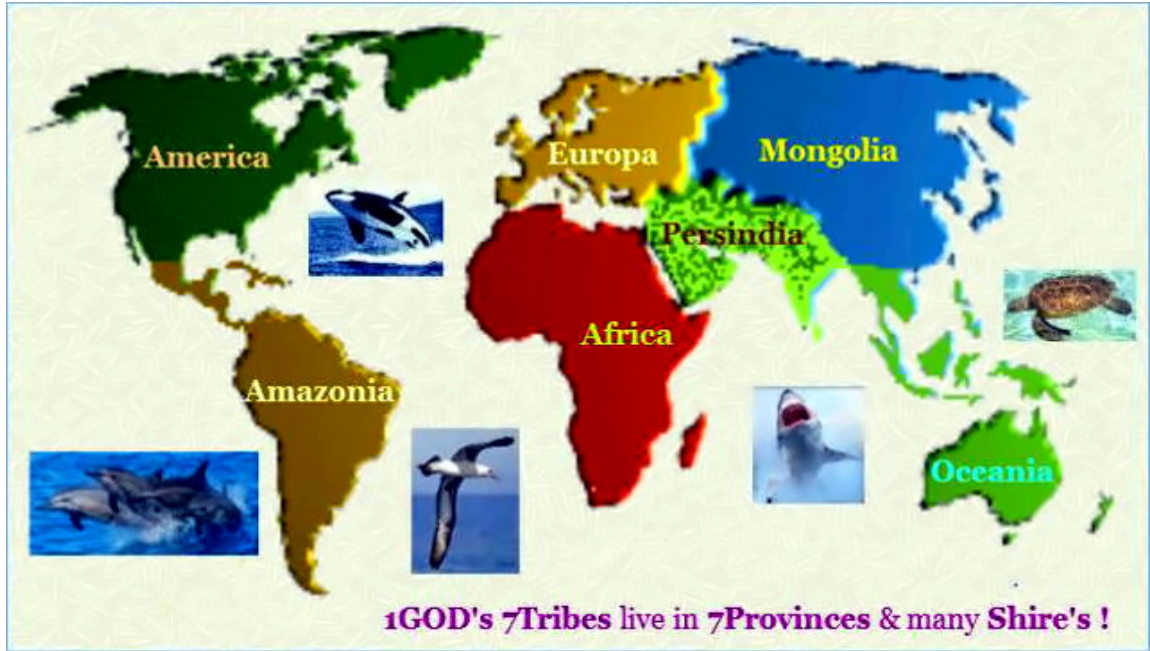 America
Europa
Mongolia
Persindia
Africa
Amazonia
Oceania
1GOD's 7Tribes live in 7Provinces & many Shire's !